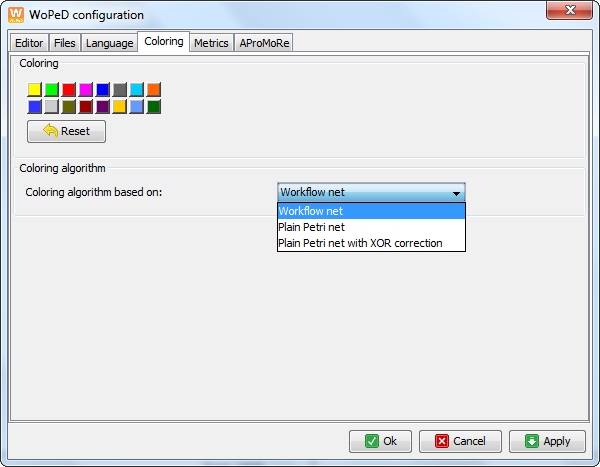 WoPeD configuration
Editor Files Language Coloring Metrics AProMoRe
Coloring
Reset
Coloring algorithm
Coloring algorithm based on: Workflow net
Workflow net
Plain Petri net
Plain Petri net with XOR correction
Ok Cancel Apply